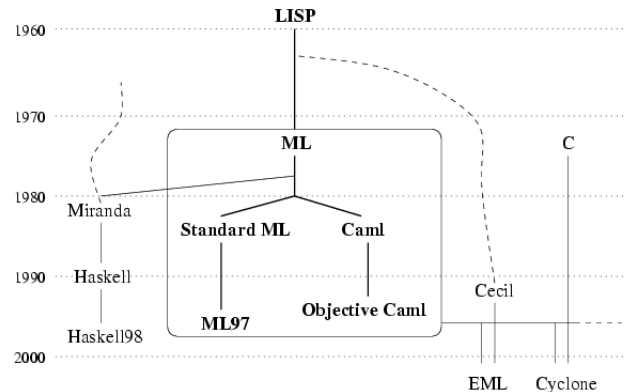 LISP
1960
1970
ML
C
1980
Miranda
Standard ML
Caml
1990
Haskell
Cecil
Objective Caml
ML97
Haskell98
2000
EML
Cyclone